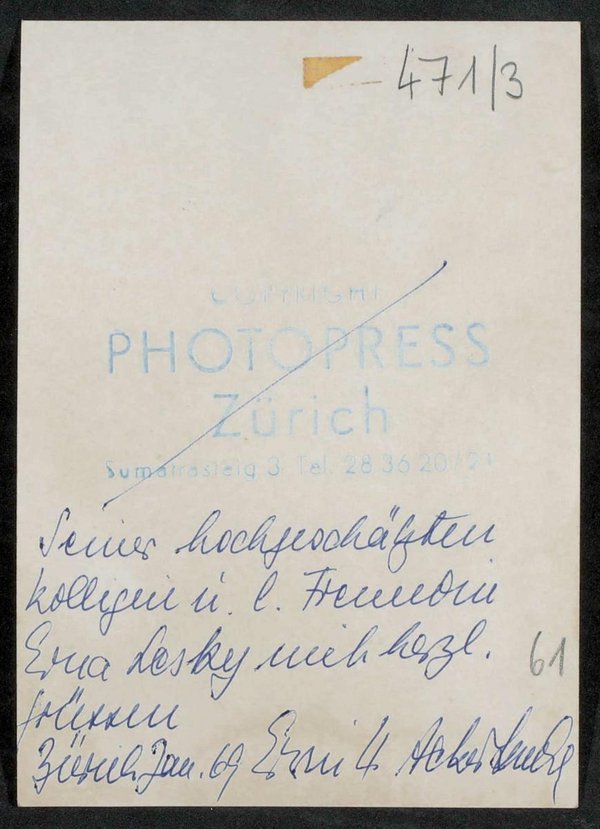 471/3
COPYRIGHT
PHOTOPRESS
Zürich
Sumatrasteig 3 Tel. 28 36 20/21
Seiner hochgeschätzten
Kollegin u. l. Freundin
Erna Lesky mit herzl.
61
Grüssen
Zürich Jan. 69 Erwin H. Ackerknecht